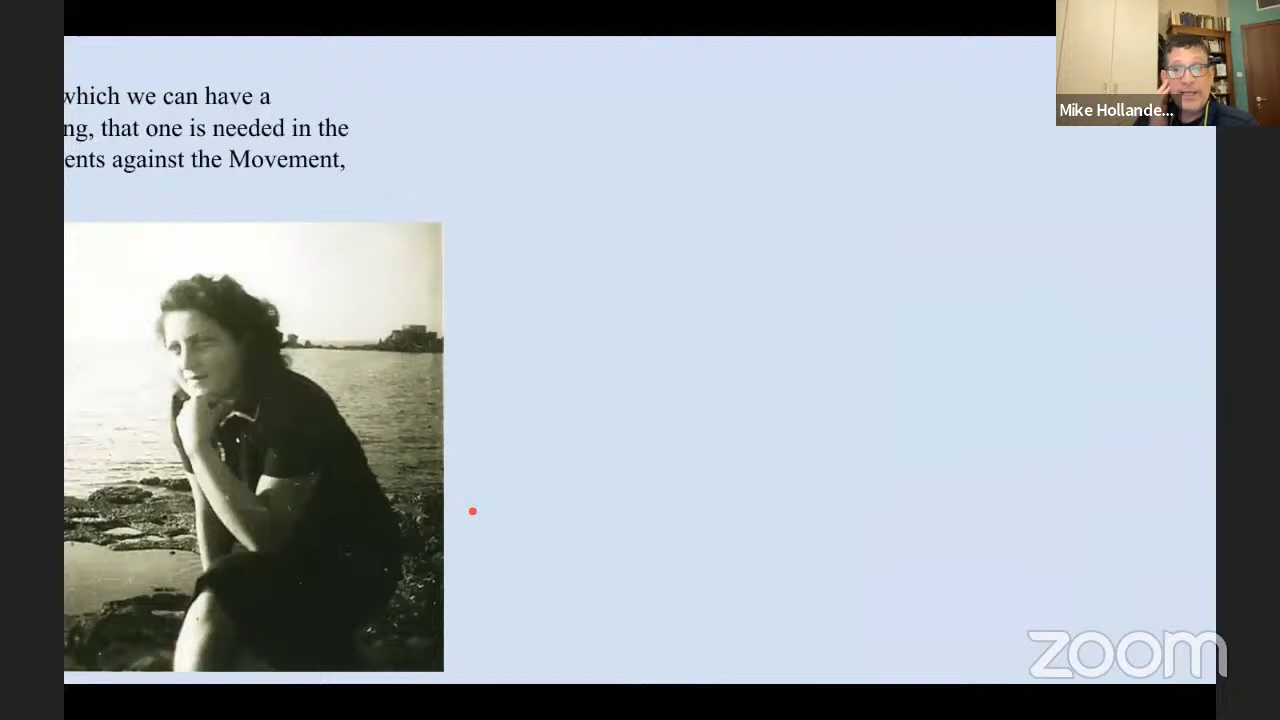 which we can have a
ng, that one is needed in the
ents against the Movement,
Mike Hollande...
zoom